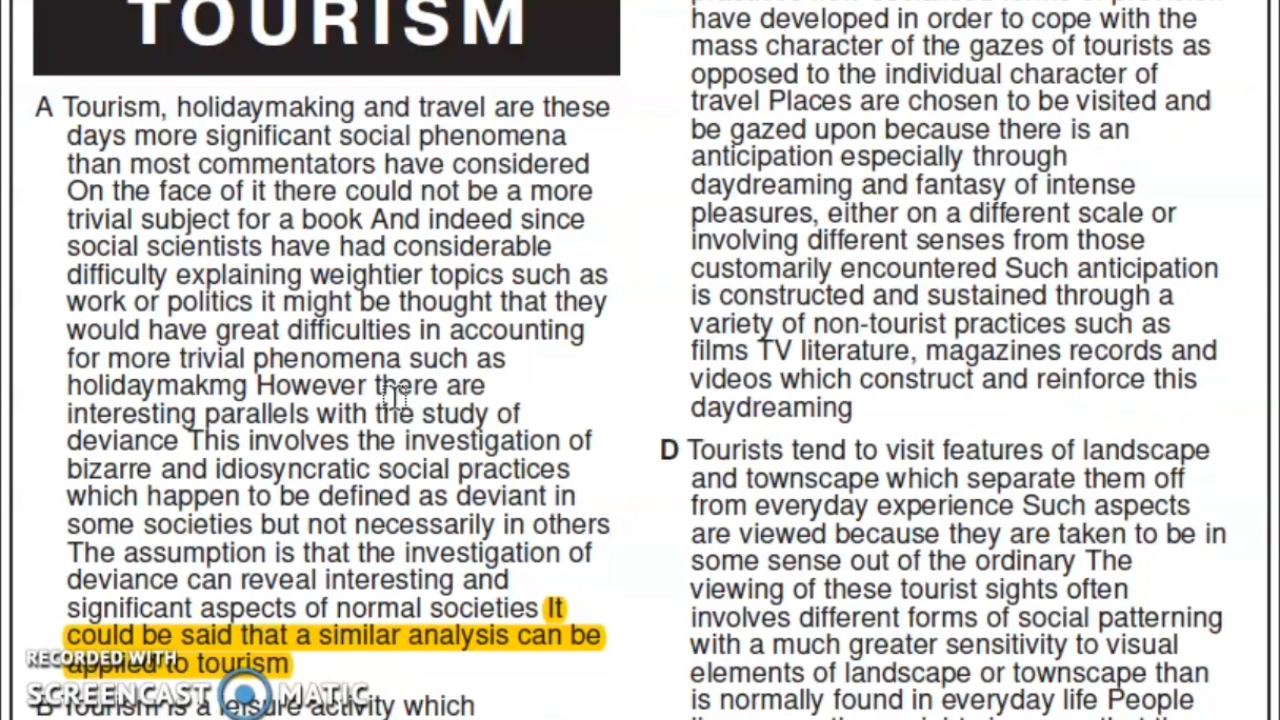 TOURISM
A Tourism, holidaymaking and travel are these
days more significant social phenomena
than most commentators have considered
On the face of it there could not be a more
trivial subject for a book And indeed since
social scientists have had considerable
difficulty explaining weightier topics such as
work or politics it might be thought that they
would have great difficulties in accounting
for more trivial phenomena such as
holidaymakmg However there are
interesting parallels with the study of
deviance This involves the investigation of
bizarre and idiosyncratic social practices
which happen to be defined as deviant in
some societies but not necessarily in others
The assumption is that the investigation of
deviance can reveal interesting and
significant aspects of normal societies It
could be said that a similar analysis can be
applied to tourism
B Tourism is a leisure activity which
have developed in order to cope with the
mass character of the gazes of tourists as
opposed to the individual character of
travel Places are chosen to be visited and
be gazed upon because there is an
anticipation especially through
daydreaming and fantasy of intense
pleasures, either on a different scale or
involving different senses from those
customarily encountered Such anticipation
is constructed and sustained through a
variety of non-tourist practices such as
films TV literature, magazines records and
videos which construct and reinforce this
daydreaming
D Tourists tend to visit features of landscape
and townscape which separate them off
from everyday experience Such aspects
are viewed because they are taken to be in
some sense out of the ordinary The
viewing of these tourist sights often
involves different forms of social patterning
with a much greater sensitivity to visual
elements of landscape or townscape than
is normally found in everyday life People
RECORDED WITH
SCREENCAST MATIC